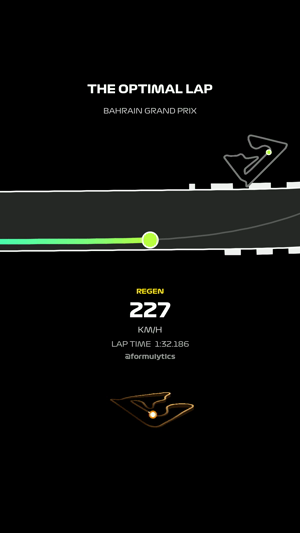 THE OPTIMAL LAP
BAHRAIN GRAND PRIX
REGEN
227
KM/H
LAP TIME 1:32.186
@formulytics